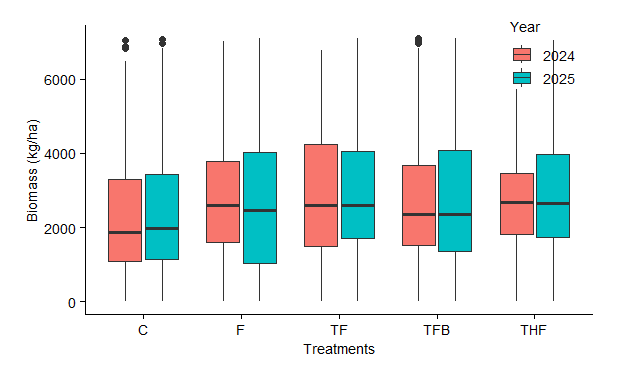 Year
2024
2025
Biomass (kg/ha)
6000
4000
2000
0
C F TF TFB THF
Treatments